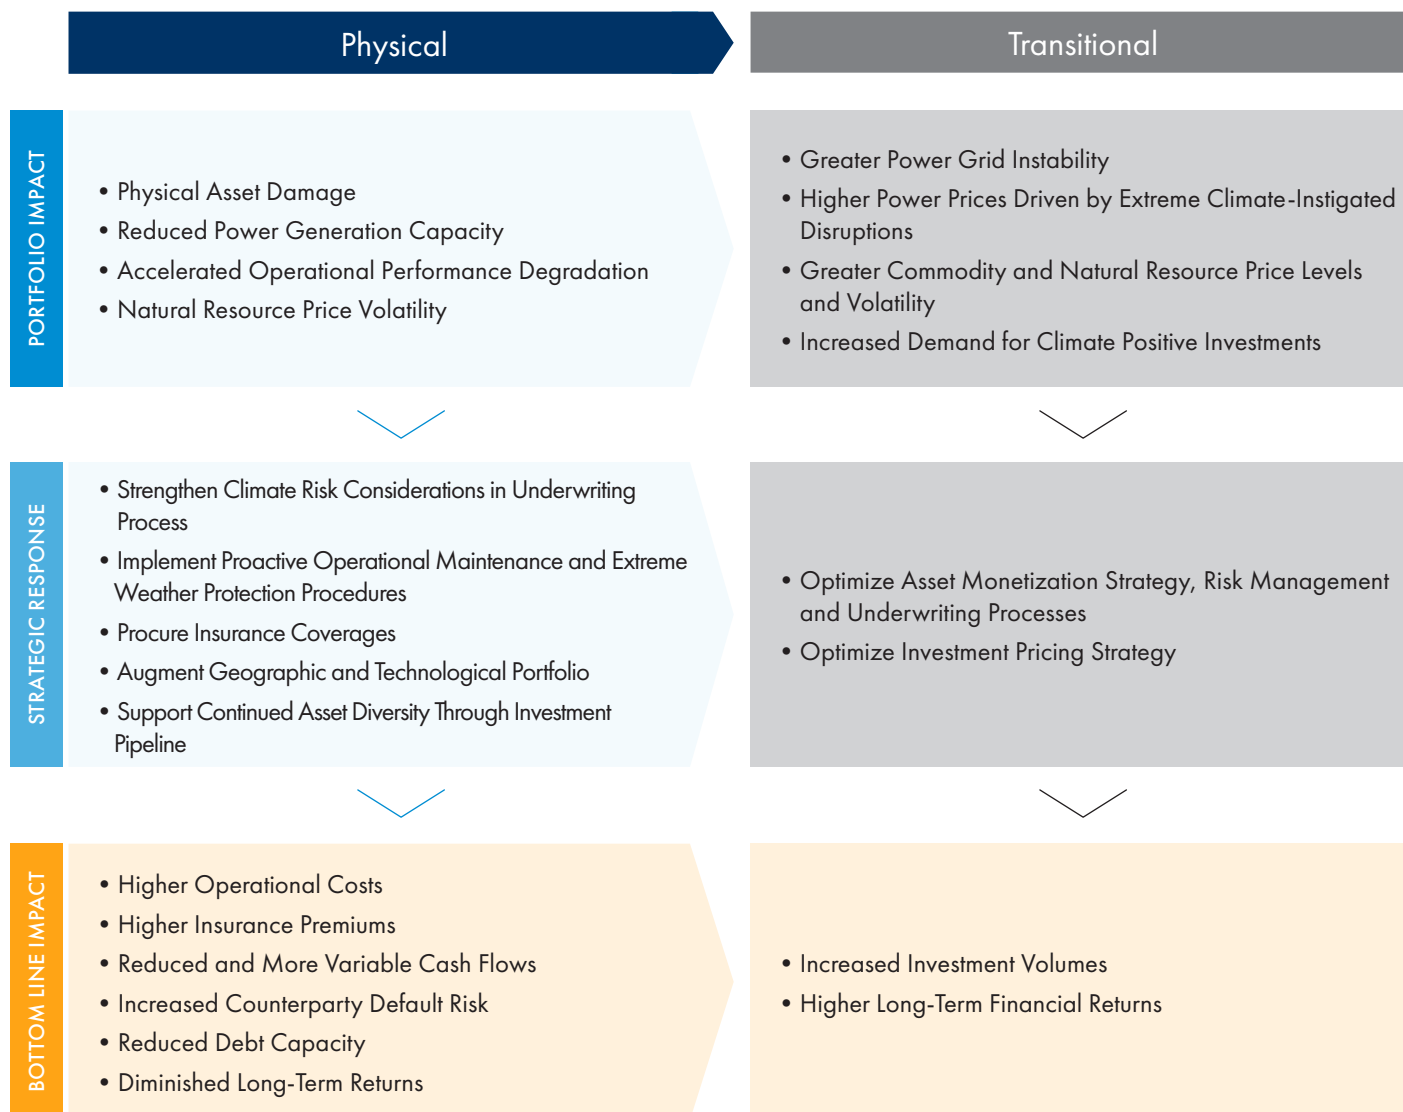 Physical
Transitional
PORTFOLIO IMPACT
• Physical Asset Damage
• Reduced Power Generation Capacity
• Accelerated Operational Performance Degradation
• Natural Resource Price Volatility
• Greater Power Grid Instability
• Higher Power Prices Driven by Extreme Climate-Instigated
Disruptions
• Greater Commodity and Natural Resource Price Levels
and Volatility
• Increased Demand for Climate Positive Investments
STRATEGIC RESPONSE
• Strengthen Climate Risk Considerations in Underwriting
Process
• Implement Proactive Operational Maintenance and Extreme
Weather Protection Procedures
• Procure Insurance Coverages
• Augment Geographic and Technological Portfolio
• Support Continued Asset Diversity Through Investment
Pipeline
• Optimize Asset Monetization Strategy, Risk Management
and Underwriting Processes
• Optimize Investment Pricing Strategy
BOTTOM LINE IMPACT
• Higher Operational Costs
• Higher Insurance Premiums
• Reduced and More Variable Cash Flows
• Increased Counterparty Default Risk
• Reduced Debt Capacity
• Diminished Long-Term Returns
• Increased Investment Volumes
• Higher Long-Term Financial Returns